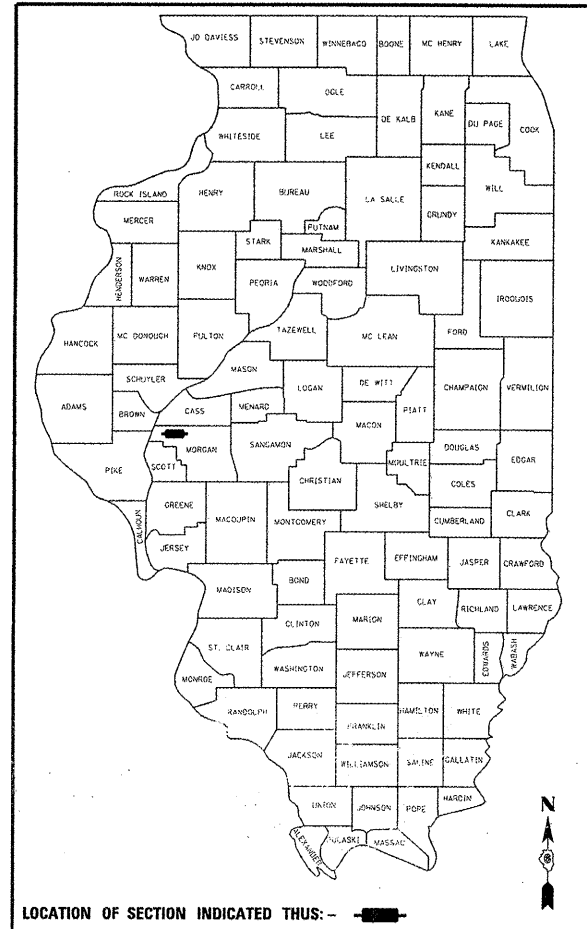 JO DAVIESS STEVENSON WINNEBAGO BOONE MC HENRY LAKE
CARROLL OGLE DE KALB KANE DU PAGE COOK
WHITESIDE LEE KENDALL WILL
ROCK ISLAND HENRY BUREAU LA SALLE GRUNDY
MERCER PUTNAM KANKAKEE
STARK MARSHALL
HENDERSON WARREN KNOX PEORIA WOODFORD LIVINGSTON IROQUOIS
HANCOCK MC DONOUGH FULTON TAZEWELL MC LEAN FORD
MASON
SCHUYLER LOGAN DE WITT CHAMPAIGN VERMILION
ADAMS BROWN CASS MENARD MACON PIATT
MORGAN SANGAMON DOUGLAS EDGAR
PIKE SCOTT CHRISTIAN MOULTRIE COLES
GREENE SHELBY
CALHOUN MACOUPIN MONTGOMERY CUMBERLAND CLARK
JERSEY FAYETTE EFFINGHAM JASPER CRAWFORD
MADISON BOND CLAY RICHLAND LAWRENCE
CLINTON MARION
ST. CLAIR WAYNE EDWARDS WABASH
MONROE WASHINGTON JEFFERSON
RANDOLPH PERRY HAMILTON WHITE
FRANKLIN
JACKSON WILLIAMSON SALINE GALLATIN
UNION JOHNSON POPE HARDIN
ALEXANDER PULASKI MASSAC
N
LOCATION OF SECTION INDICATED THUS: -